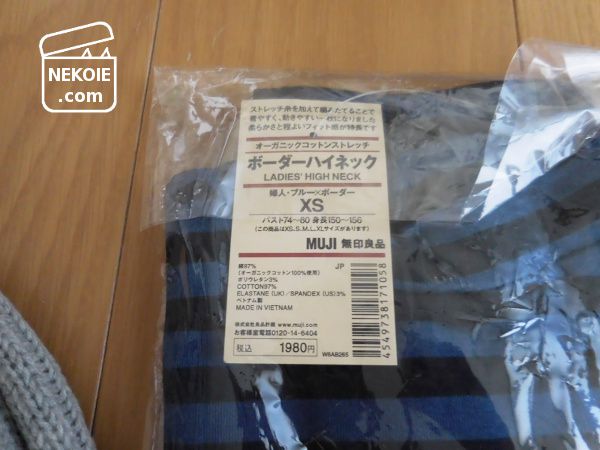 NEKOIE
.com
ストレッチ糸を加えて編みたてることで
着やすく、動きやすい一枚になりました
柔らかさと程よいフィット感が特長です
オーガニックコットンストレッチ
ボーダーハイネック
LADIES' HIGH NECK
婦人・ブルー×ボーダー
XS
バスト74〜80 身長150〜156
(この商品はXS,S,M,L,XLサイズがあります)
MUJI 無印良品
綿97%
(オーガニックコットン100%使用)
ポリウレタン3%
COTTON97%
ELASTANE (UK)/SPANDEX (US)3%
ベトナム製
MADE IN VIETNAM
JP
4549738171058
株式会社良品計画 www.muji.com
お客様室電話0120-14-6404
税込 1980円
W6AB265